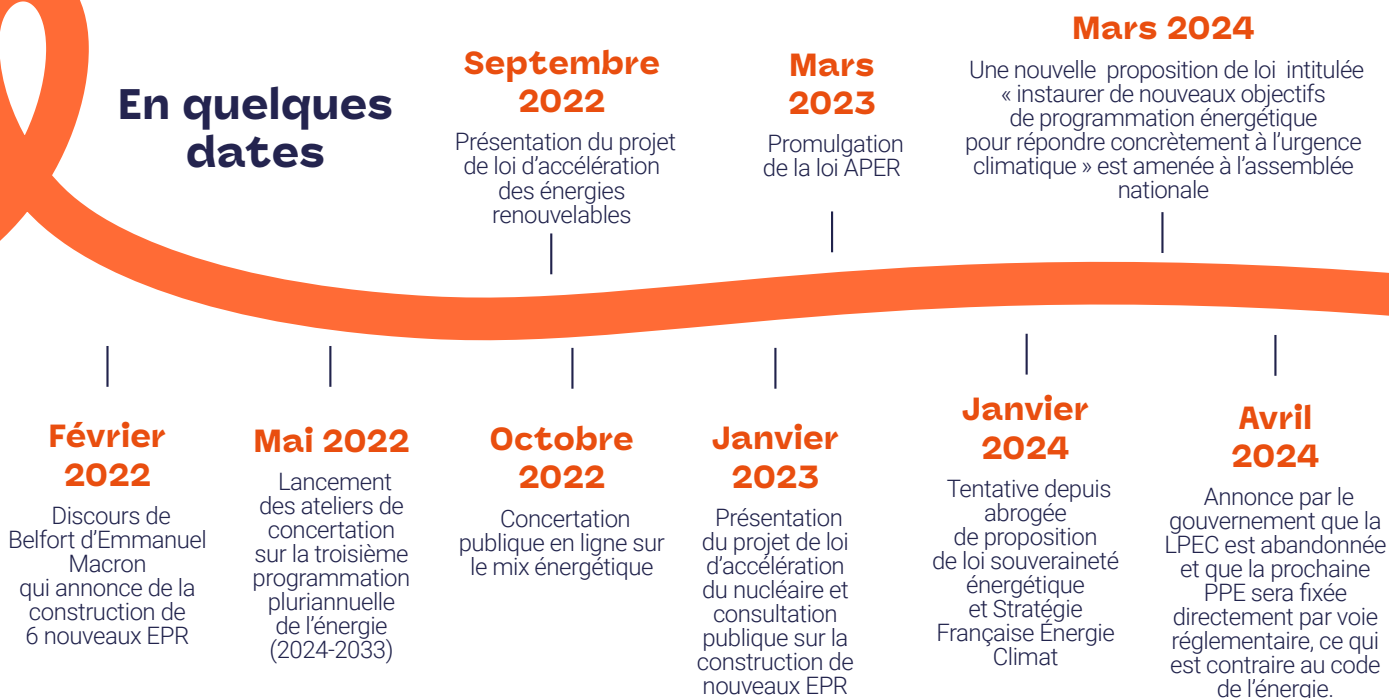 En quelques
dates
Février
2022
Discours de
Belfort d’Emmanuel
Macron
qui annonce de la
construction de
6 nouveaux EPR
Mai 2022
Lancement
des ateliers de
concertation
sur la troisième
programmation
pluriannuelle
de l’énergie
(2024-2033)
Septembre
2022
Présentation du projet
de loi d’accélération
des énergies
renouvelables
Octobre
2022
Concertation
publique en ligne sur
le mix énergétique
Janvier
2023
Présentation
du projet de loi
d’accélération
du nucléaire et
consultation
publique sur la
construction de
nouveaux EPR
Mars
2023
Promulgation
de la loi APER
Janvier
2024
Tentative depuis
abrogée
de proposition
de loi souveraineté
énergétique
et Stratégie
Française Énergie
Climat
Mars 2024
Une nouvelle proposition de loi intitulée
« instaurer de nouveaux objectifs
de programmation énergétique
pour répondre concrètement à l’urgence
climatique » est amenée à l’assemblée
nationale
Avril
2024
Annonce par le
gouvernement que la
LPEC est abandonnée
et que la prochaine
PPE sera fixée
directement par voie
réglementaire, ce qui
est contraire au code
de l’énergie.